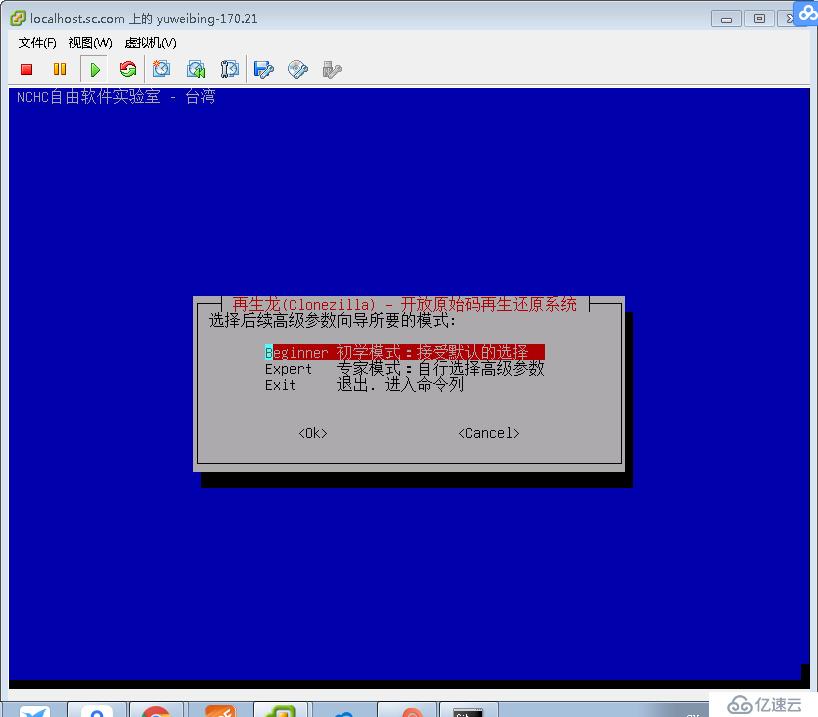 localhost.sc.com 上的 yuweibing-170.21
文件(F) 视图(W) 虚拟机(V)
NCHC自由软件实验室 - 台湾
再生龙(Clonezilla) - 开放原始码再生还原系统
选择后续高级参数向导所要的模式:
Beginner 初学模式：接受默认的选择
Expert 专家模式：自行选择高级参数
Exit 退出. 进入命令列
<Ok> <Cancel>
亿速云